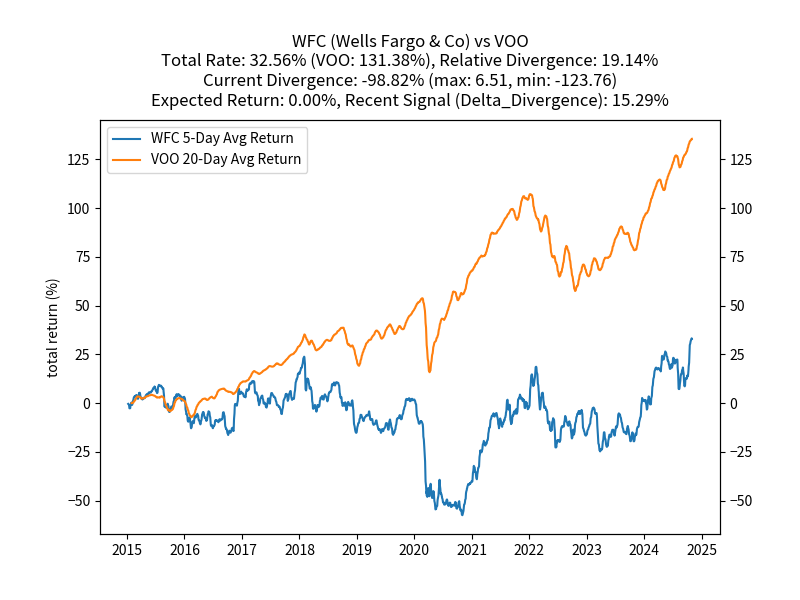 WFC (Wells Fargo & Co) vs VOO
Total Rate: 32.56% (VOO: 131.38%), Relative Divergence: 19.14%
Current Divergence: -98.82% (max: 6.51, min: -123.76)
Expected Return: 0.00%, Recent Signal (Delta_Divergence): 15.29%
WFC 5-Day Avg Return
VOO 20-Day Avg Return
total return (%)
125
100
75
50
25
0
−25
−50
125
100
75
50
25
0
−25
−50
2015 2016 2017 2018 2019 2020 2021 2022 2023 2024 2025